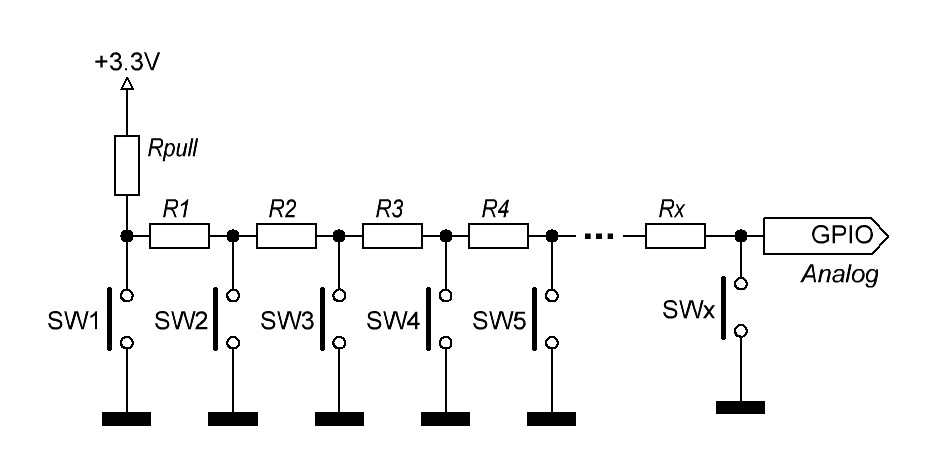 +3.3V
Rpull
R1 R2 R3 R4 ... Rx
GPIO
Analog
SW1 SW2 SW3 SW4 SW5 SWx